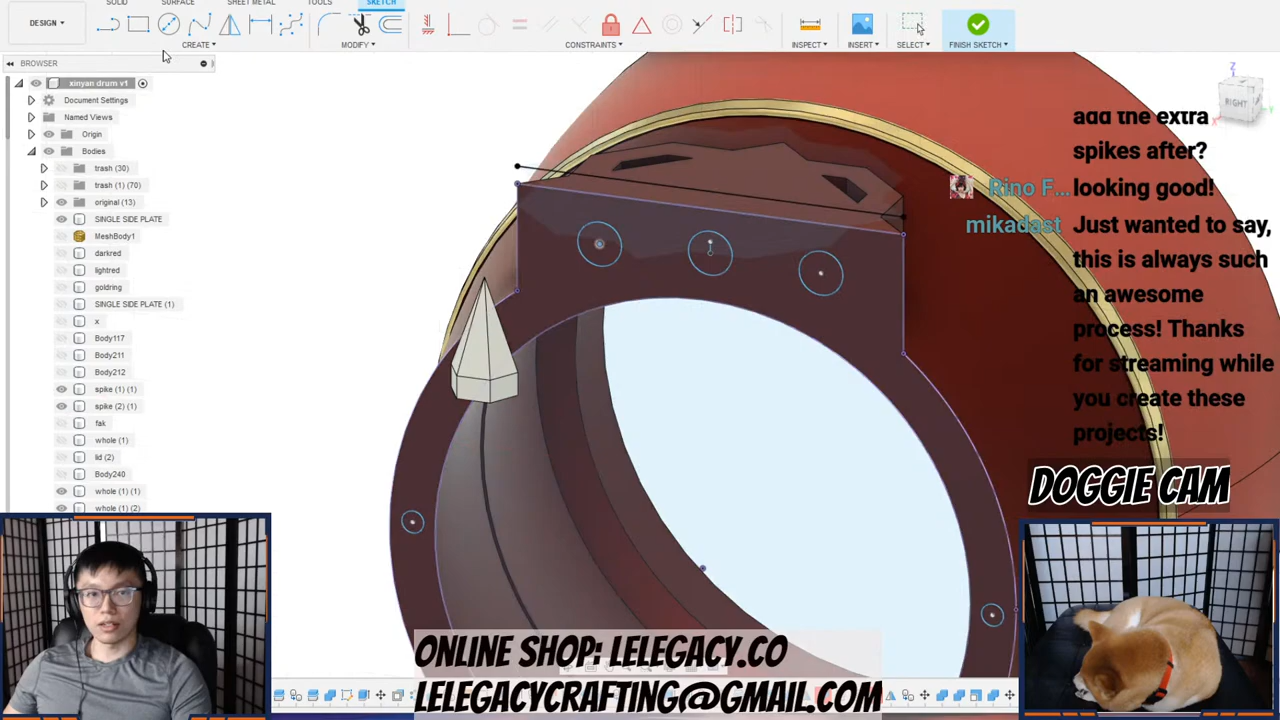 SOLID
SURFACE
SHEET METAL
TOOLS
SKETCH
DESIGN
CREATE
MODIFY
CONSTRAINTS
INSPECT
INSERT
SELECT
FINISH SKETCH
BROWSER
xinyan drum v1
Document Settings
Named Views
Origin
Bodies
trash (30)
trash (1) (70)
original (13)
SINGLE SIDE PLATE
MeshBody1
darkred
lightred
goldring
SINGLE SIDE PLATE (1)
x
Body117
Body211
Body212
spike (1) (1)
spike (2) (1)
fak
whole (1)
lid (2)
Body240
whole (1) (1)
whole (1) (2)
Z
RIGHT
Y
add the extra
spikes after?
Rino F... looking good!
mikadast Just wanted to say,
this is always such
an awesome
process! Thanks
for streaming while
you create these
projects!
DOGGIE CAM
ONLINE SHOP: LELEGACY.CO
LELEGACYCRAFTING@GMAIL.COM